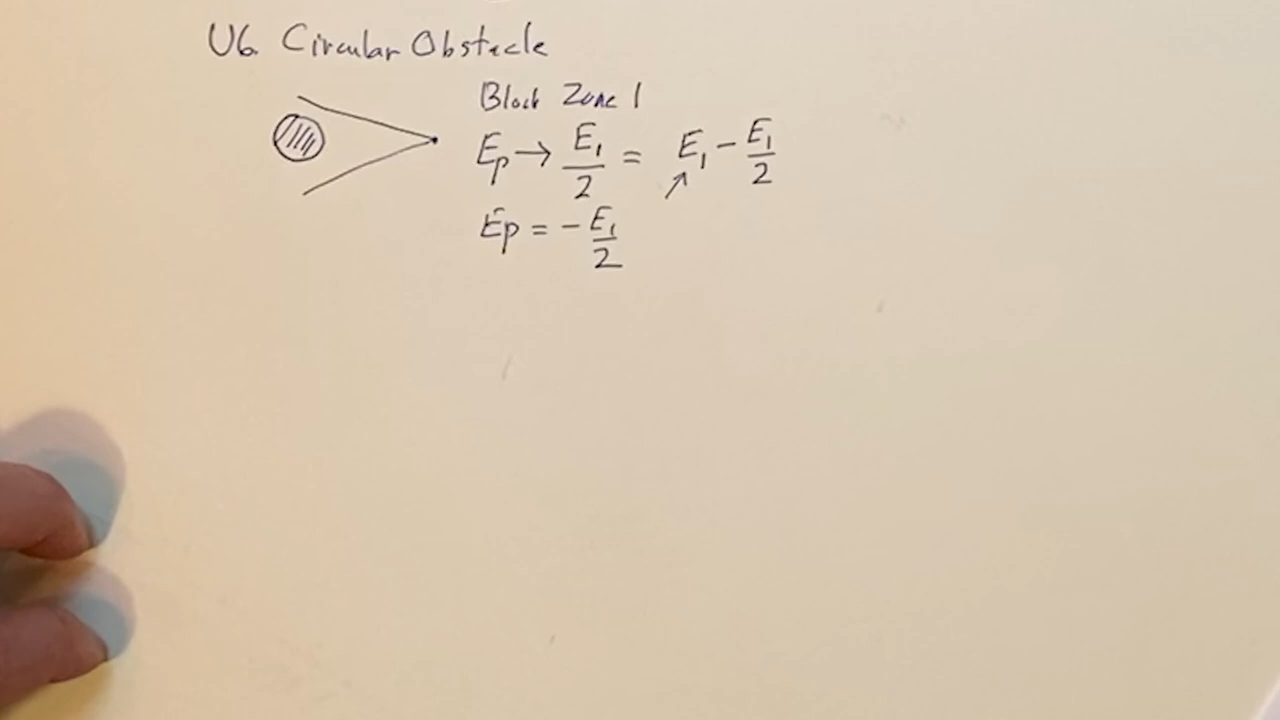 U6. Circular Obstacle
Block Zone 1
Ep → E₁/2 = E₁ - E₁/2
Ep = - E₁/2